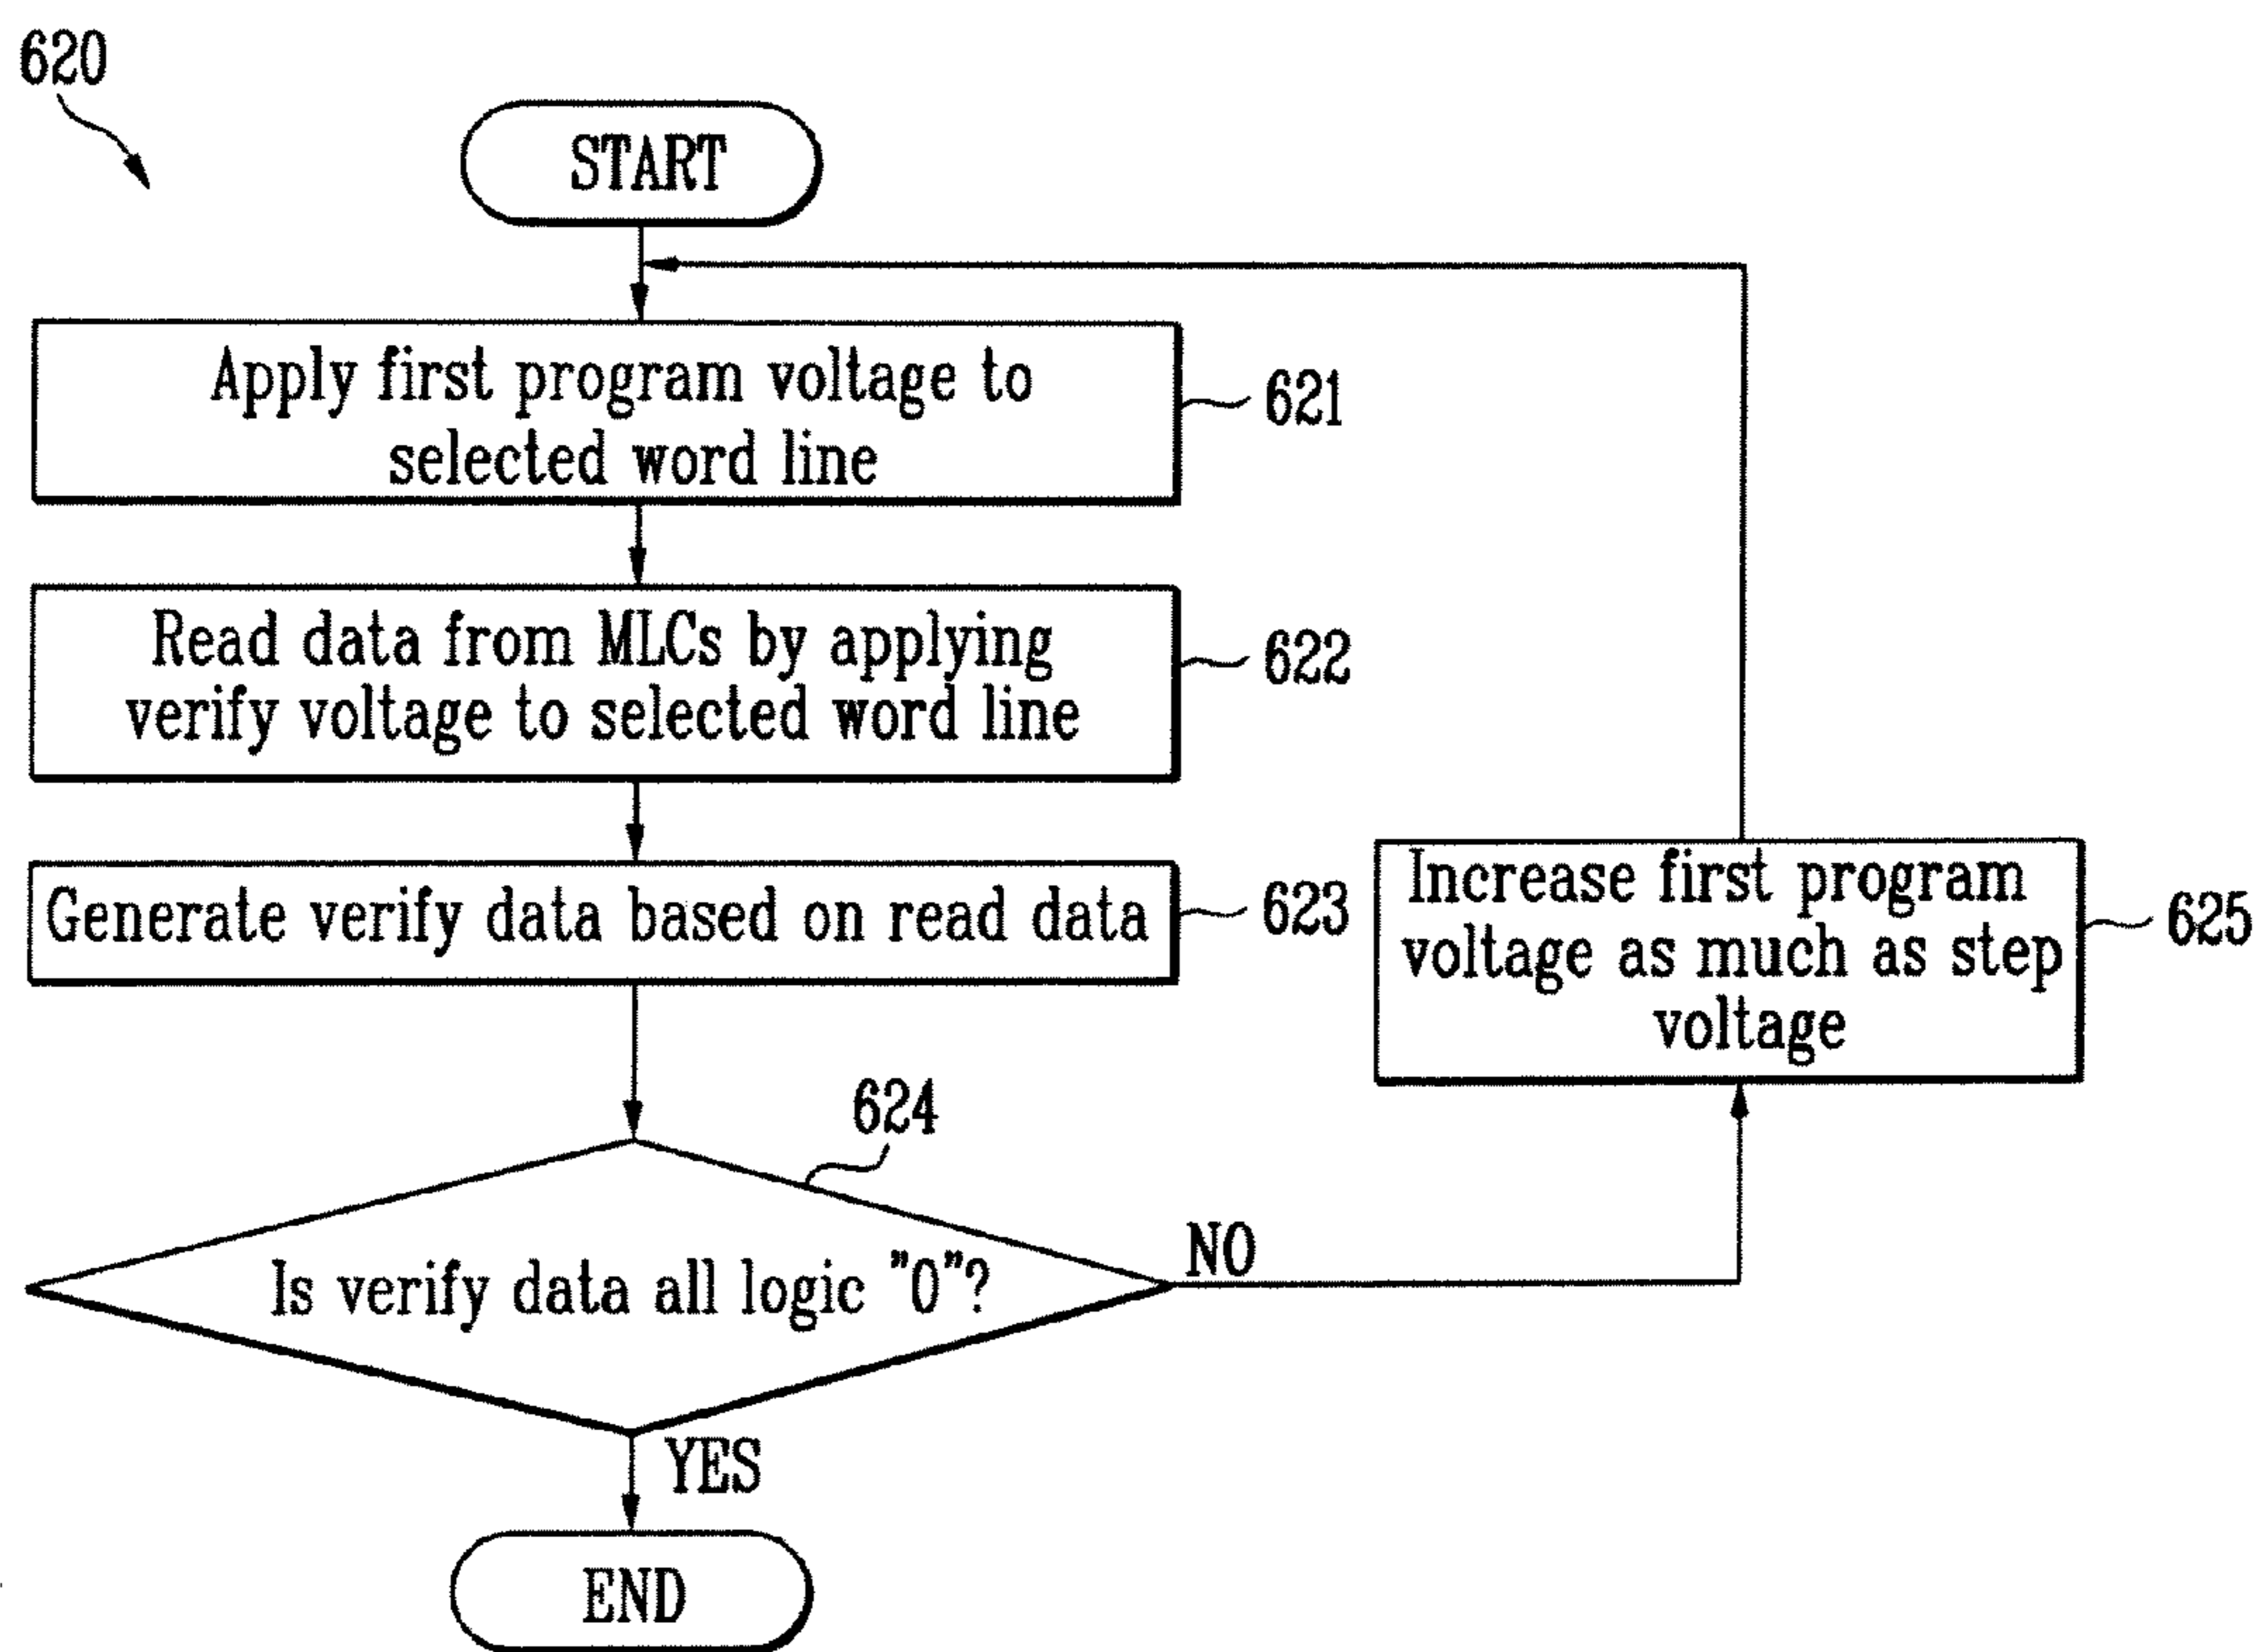 620
START
Apply first program voltage to
selected word line
621
Read data from MLCs by applying
verify voltage to selected word line
622
Generate verify data based on read data
623
Increase first program
voltage as much as step
voltage
625
624
Is verify data all logic "0"?
NO
YES
END